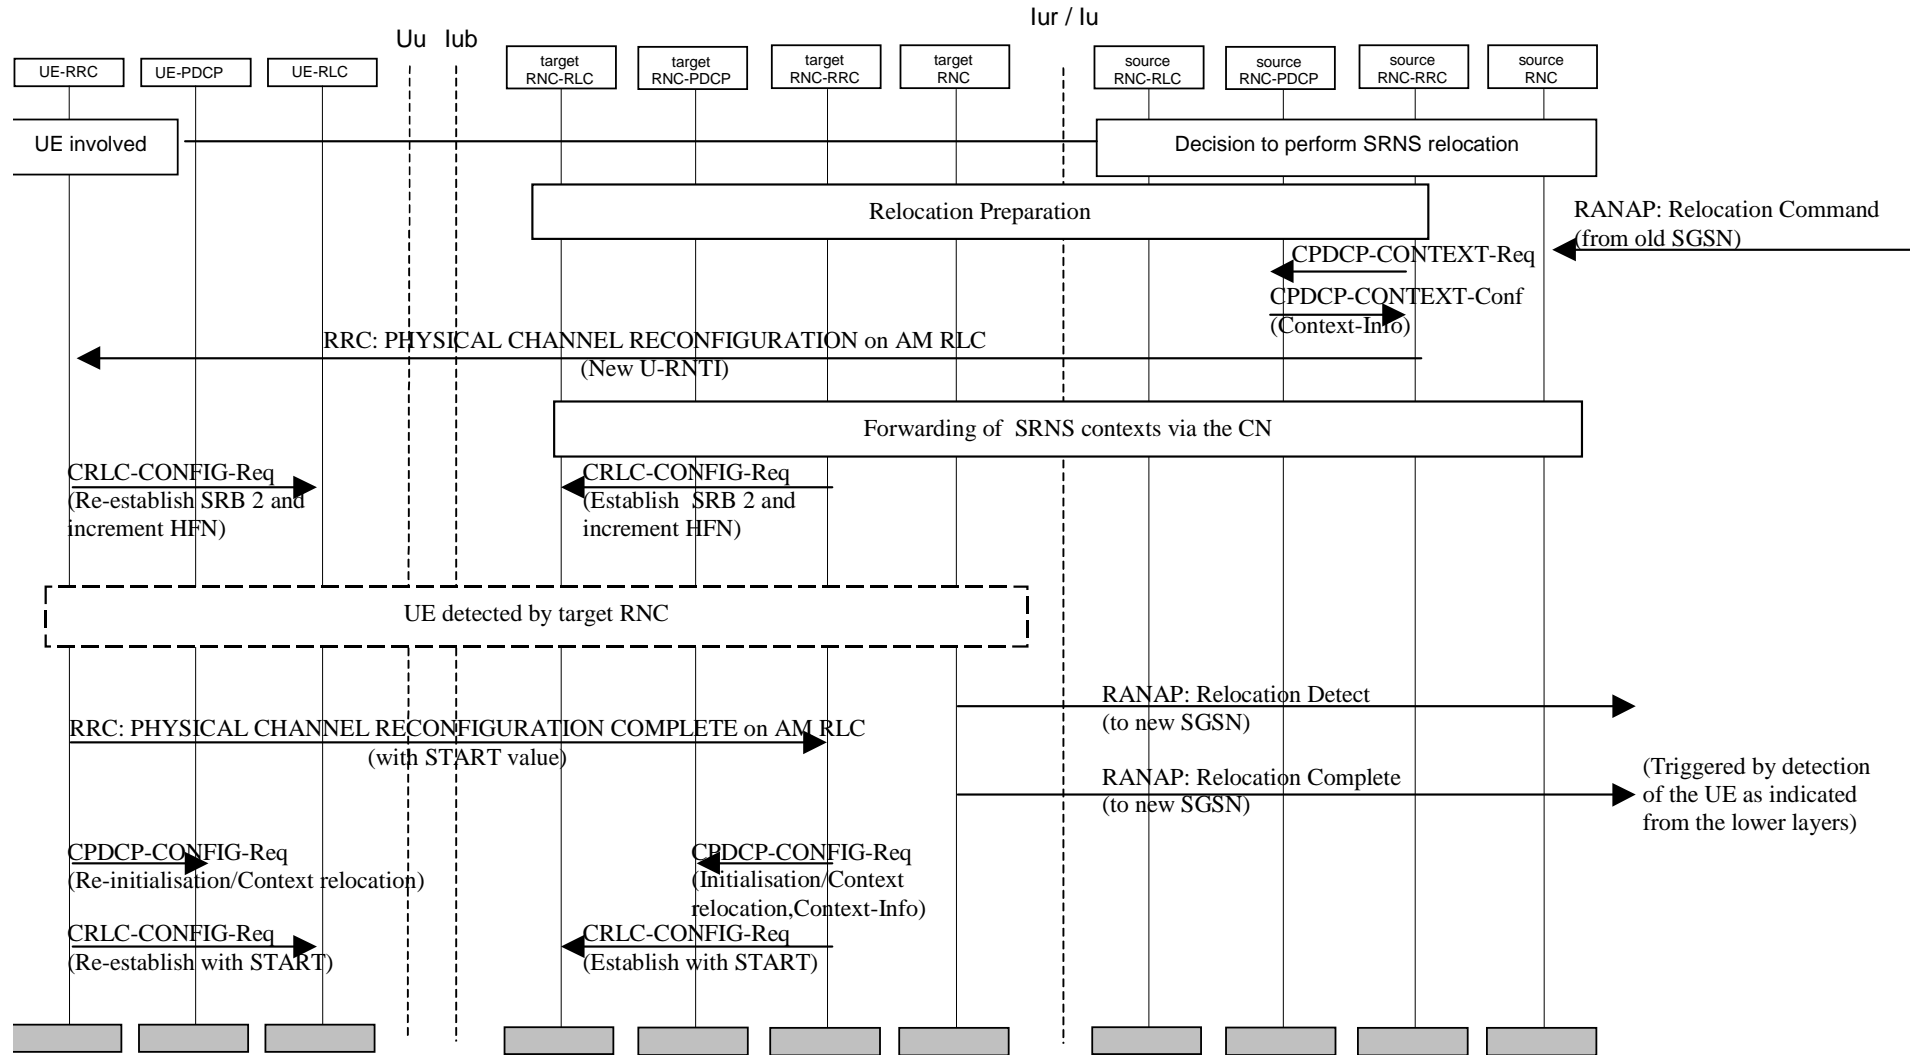 Iur / Iu
Uu Iub
UE-RRC
UE-PDCP
UE-RLC
target
RNC-RLC
target
RNC-PDCP
target
RNC-RRC
target
RNC
source
RNC-RLC
source
RNC-PDCP
source
RNC-RRC
source
RNC
UE involved
Decision to perform SRNS relocation
Relocation Preparation
RANAP: Relocation Command
(from old SGSN)
CPDCP-CONTEXT-Req
CPDCP-CONTEXT-Conf
(Context-Info)
RRC: PHYSICAL CHANNEL RECONFIGURATION on AM RLC
(New U-RNTI)
Forwarding of SRNS contexts via the CN
CRLC-CONFIG-Req
(Re-establish SRB 2 and
increment HFN)
CRLC-CONFIG-Req
(Establish SRB 2 and
increment HFN)
UE detected by target RNC
RANAP: Relocation Detect
(to new SGSN)
RRC: PHYSICAL CHANNEL RECONFIGURATION COMPLETE on AM RLC
(with START value)
RANAP: Relocation Complete
(to new SGSN)
(Triggered by detection
of the UE as indicated
from the lower layers)
CPDCP-CONFIG-Req
(Re-initialisation/Context relocation)
CPDCP-CONFIG-Req
(Initialisation/Context
relocation,Context-Info)
CRLC-CONFIG-Req
(Re-establish with START)
CRLC-CONFIG-Req
(Establish with START)